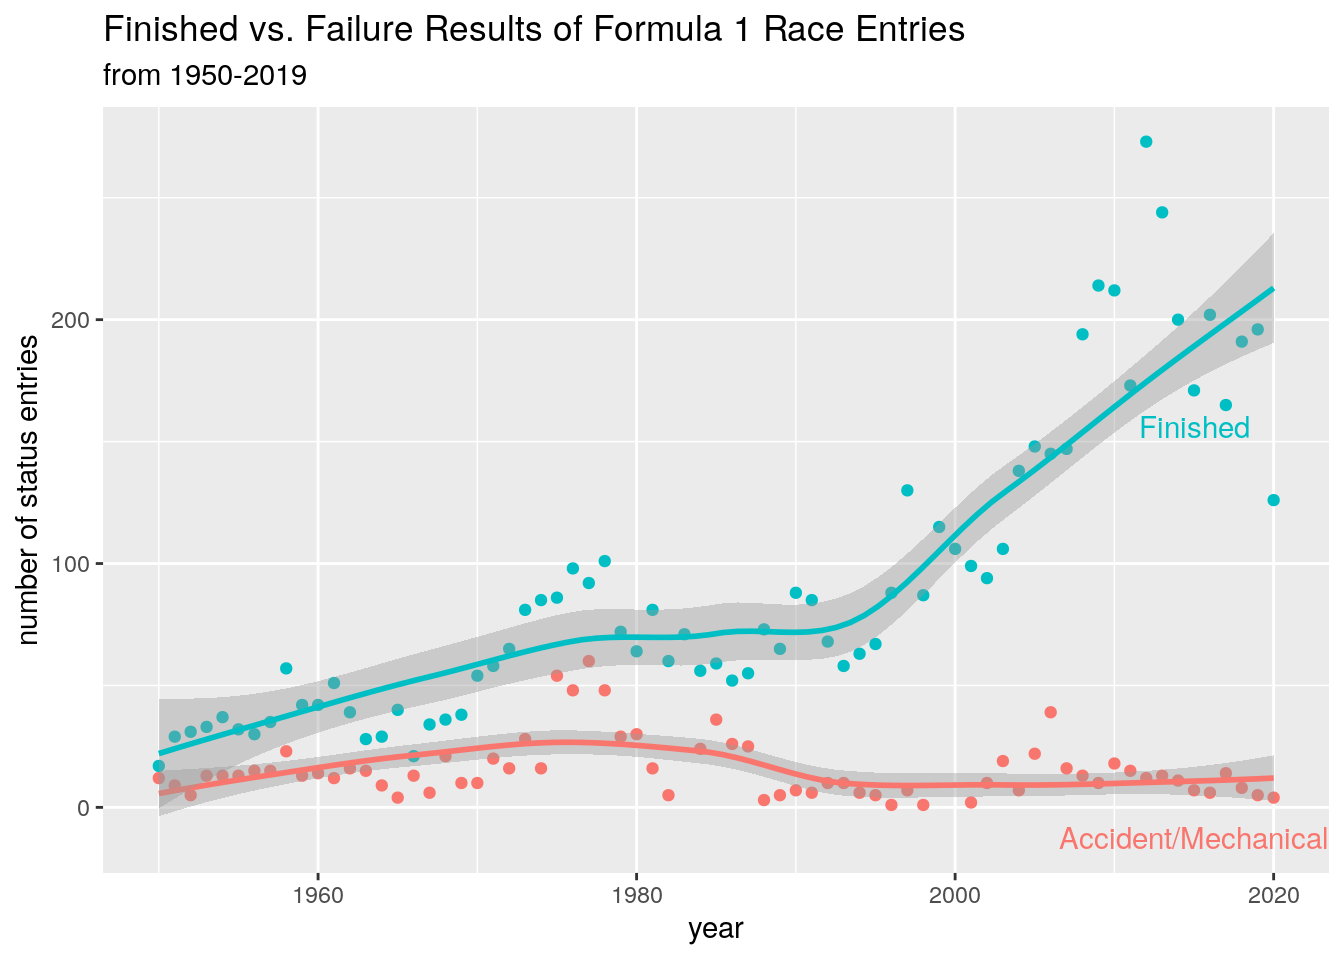 Finished vs. Failure Results of Formula 1 Race Entries
from 1950-2019
number of status entries
200
100
0
Finished
Accident/Mechanical
1960 1980 2000 2020
year